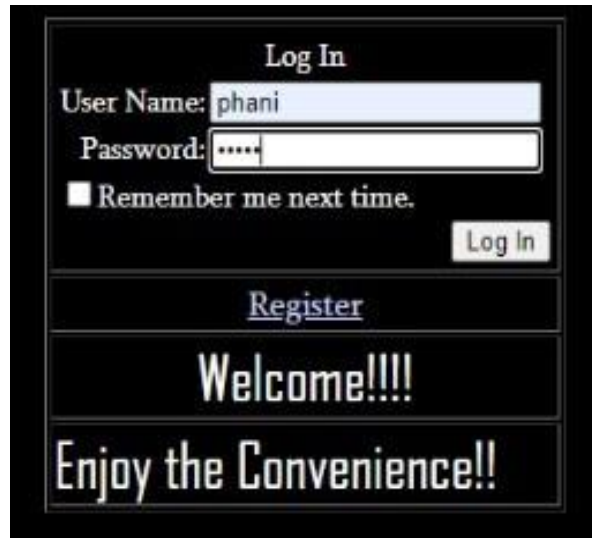 Log In
User Name: phani
Password: •••••
Remember me next time.
Log In
Register
Welcome!!!!
Enjoy the Convenience!!